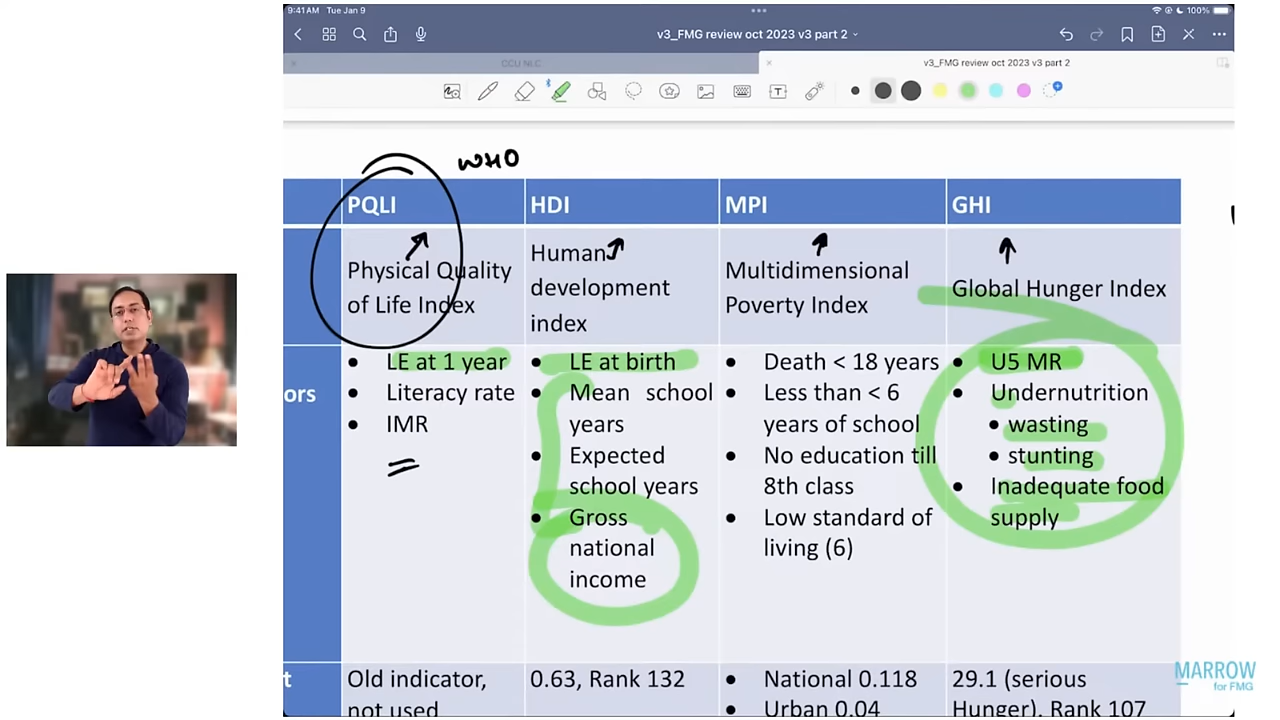 9:41 AM Tue Jan 9
100%
v3_FMG review oct 2023 v3 part 2
CCU NLC
v3_FMG review oct 2023 v3 part 2
WHO
PQLI
HDI
MPI
GHI
Physical Quality
of Life Index
Human
development
index
Multidimensional
Poverty Index
Global Hunger Index
ors
• LE at 1 year
• Literacy rate
• IMR
• LE at birth
• Mean school
years
• Expected
school years
• Gross
national
income
• Death < 18 years
• Less than < 6
years of school
• No education till
8th class
• Low standard of
living (6)
• U5 MR
• Undernutrition
• wasting
• stunting
• Inadequate food
supply
t
Old indicator,
not used
0.63, Rank 132
• National 0.118
• Urban 0.04
29.1 (serious
Hunger), Rank 107
MARROW
for FMG